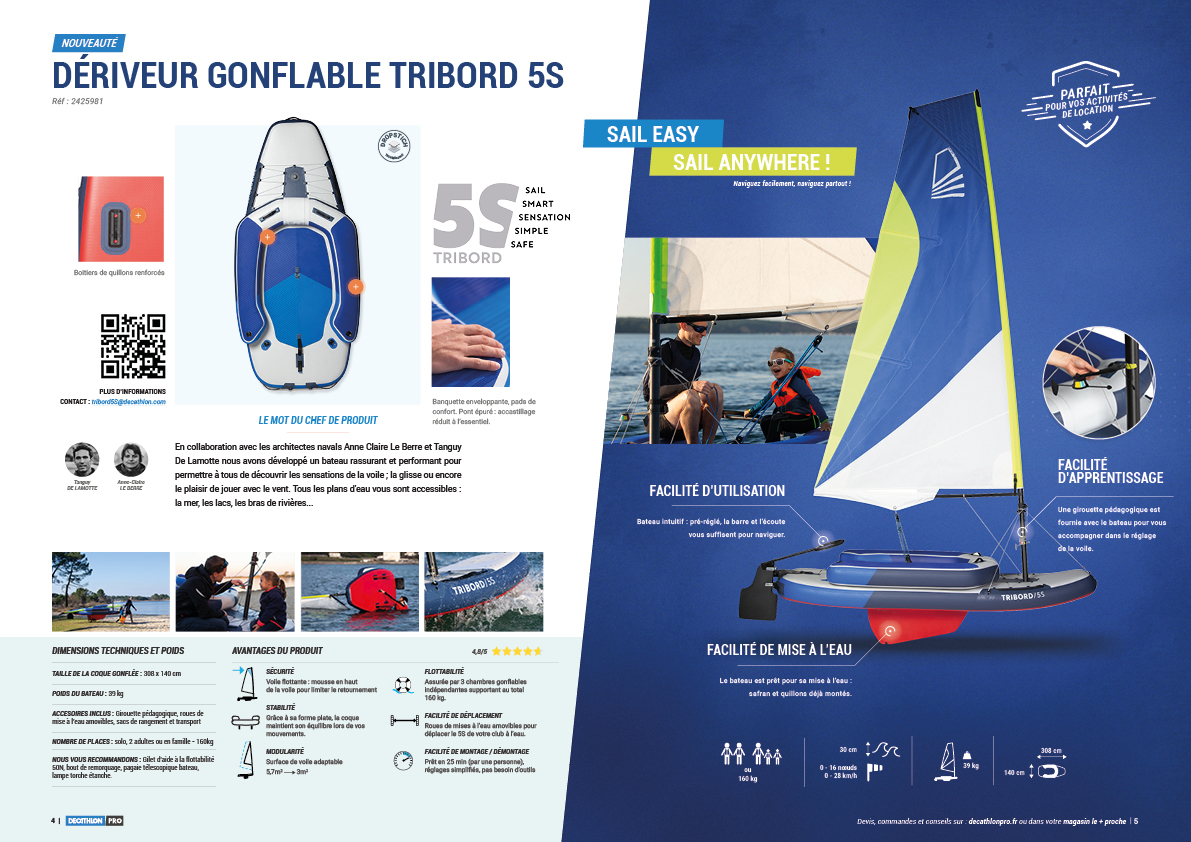 NOUVEAUTÉ
DÉRIVEUR GONFLABLE TRIBORD 5S
Réf : 2425981
DROPSTICH
5S
SAIL
SMART
SENSATION
SIMPLE
SAFE
TRIBORD
Boitiers de quillons renforcés
PLUS D'INFORMATIONS
CONTACT : tribord5S@decathlon.com
Banquette enveloppante, pads de
confort. Pont épuré : accastillage
réduit à l'essentiel.
LE MOT DU CHEF DE PRODUIT
En collaboration avec les architectes navals Anne Claire Le Berre et Tanguy
De Lamotte nous avons développé un bateau rassurant et performant pour
permettre à tous de découvrir les sensations de la voile ; la glisse ou encore
le plaisir de jouer avec le vent. Tous les plans d'eau vous sont accessibles :
la mer, les lacs, les bras de rivières...
Tanguy
DE LAMOTTE
Anne-Claire
LE BERRE
TRIBORD/5S
DIMENSIONS TECHNIQUES ET POIDS
TAILLE DE LA COQUE GONFLÉE : 308 x 140 cm
POIDS DU BATEAU : 39 kg
ACCESOIRES INCLUS : Girouette pédagogique, roues de
mise à l'eau amovibles, sacs de rangement et transport
NOMBRE DE PLACES : solo, 2 adultes ou en famille - 160kg
NOUS VOUS RECOMMANDONS : Gilet d'aide à la flottabilité
50N, bout de remorquage, pagaie télescopique bateau,
lampe torche étanche.
AVANTAGES DU PRODUIT
4,8/5
SÉCURITÉ
Voile flottante : mousse en haut
de la voile pour limiter le retournement
STABILITÉ
Grâce à sa forme plate, la coque
maintient son équilibre lors de vos
mouvements.
MODULARITÉ
Surface de voile adaptable
5,7m² → 3m²
FLOTTABILITÉ
Assurée par 3 chambres gonflables
indépendantes supportant au total
160 kg.
FACILITÉ DE DÉPLACEMENT
Roues de mises à l'eau amovibles pour
déplacer le 5S de votre club à l'eau.
FACILITÉ DE MONTAGE / DÉMONTAGE
Prêt en 25 min (par une personne),
réglages simplifiés, pas besoin d'outils
4 | DECATHLON PRO
SAIL EASY
SAIL ANYWHERE !
Naviguez facilement, naviguez partout !
PARFAIT
POUR VOS ACTIVITÉS
DE LOCATION
FACILITÉ D'UTILISATION
Bateau intuitif : pré-réglé, la barre et l'écoute
vous suffisent pour naviguer.
FACILITÉ
D'APPRENTISSAGE
Une girouette pédagogique est
fournie avec le bateau pour vous
accompagner dans le réglage
de la voile.
TRIBORD/5S
FACILITÉ DE MISE À L'EAU
Le bateau est prêt pour sa mise à l'eau :
safran et quillons déjà montés.
ou
160 kg
30 cm
0 - 16 nœuds
0 - 28 km/h
39 kg
308 cm
140 cm
Devis, commandes et conseils sur : decathlonpro.fr ou dans votre magasin le + proche | 5